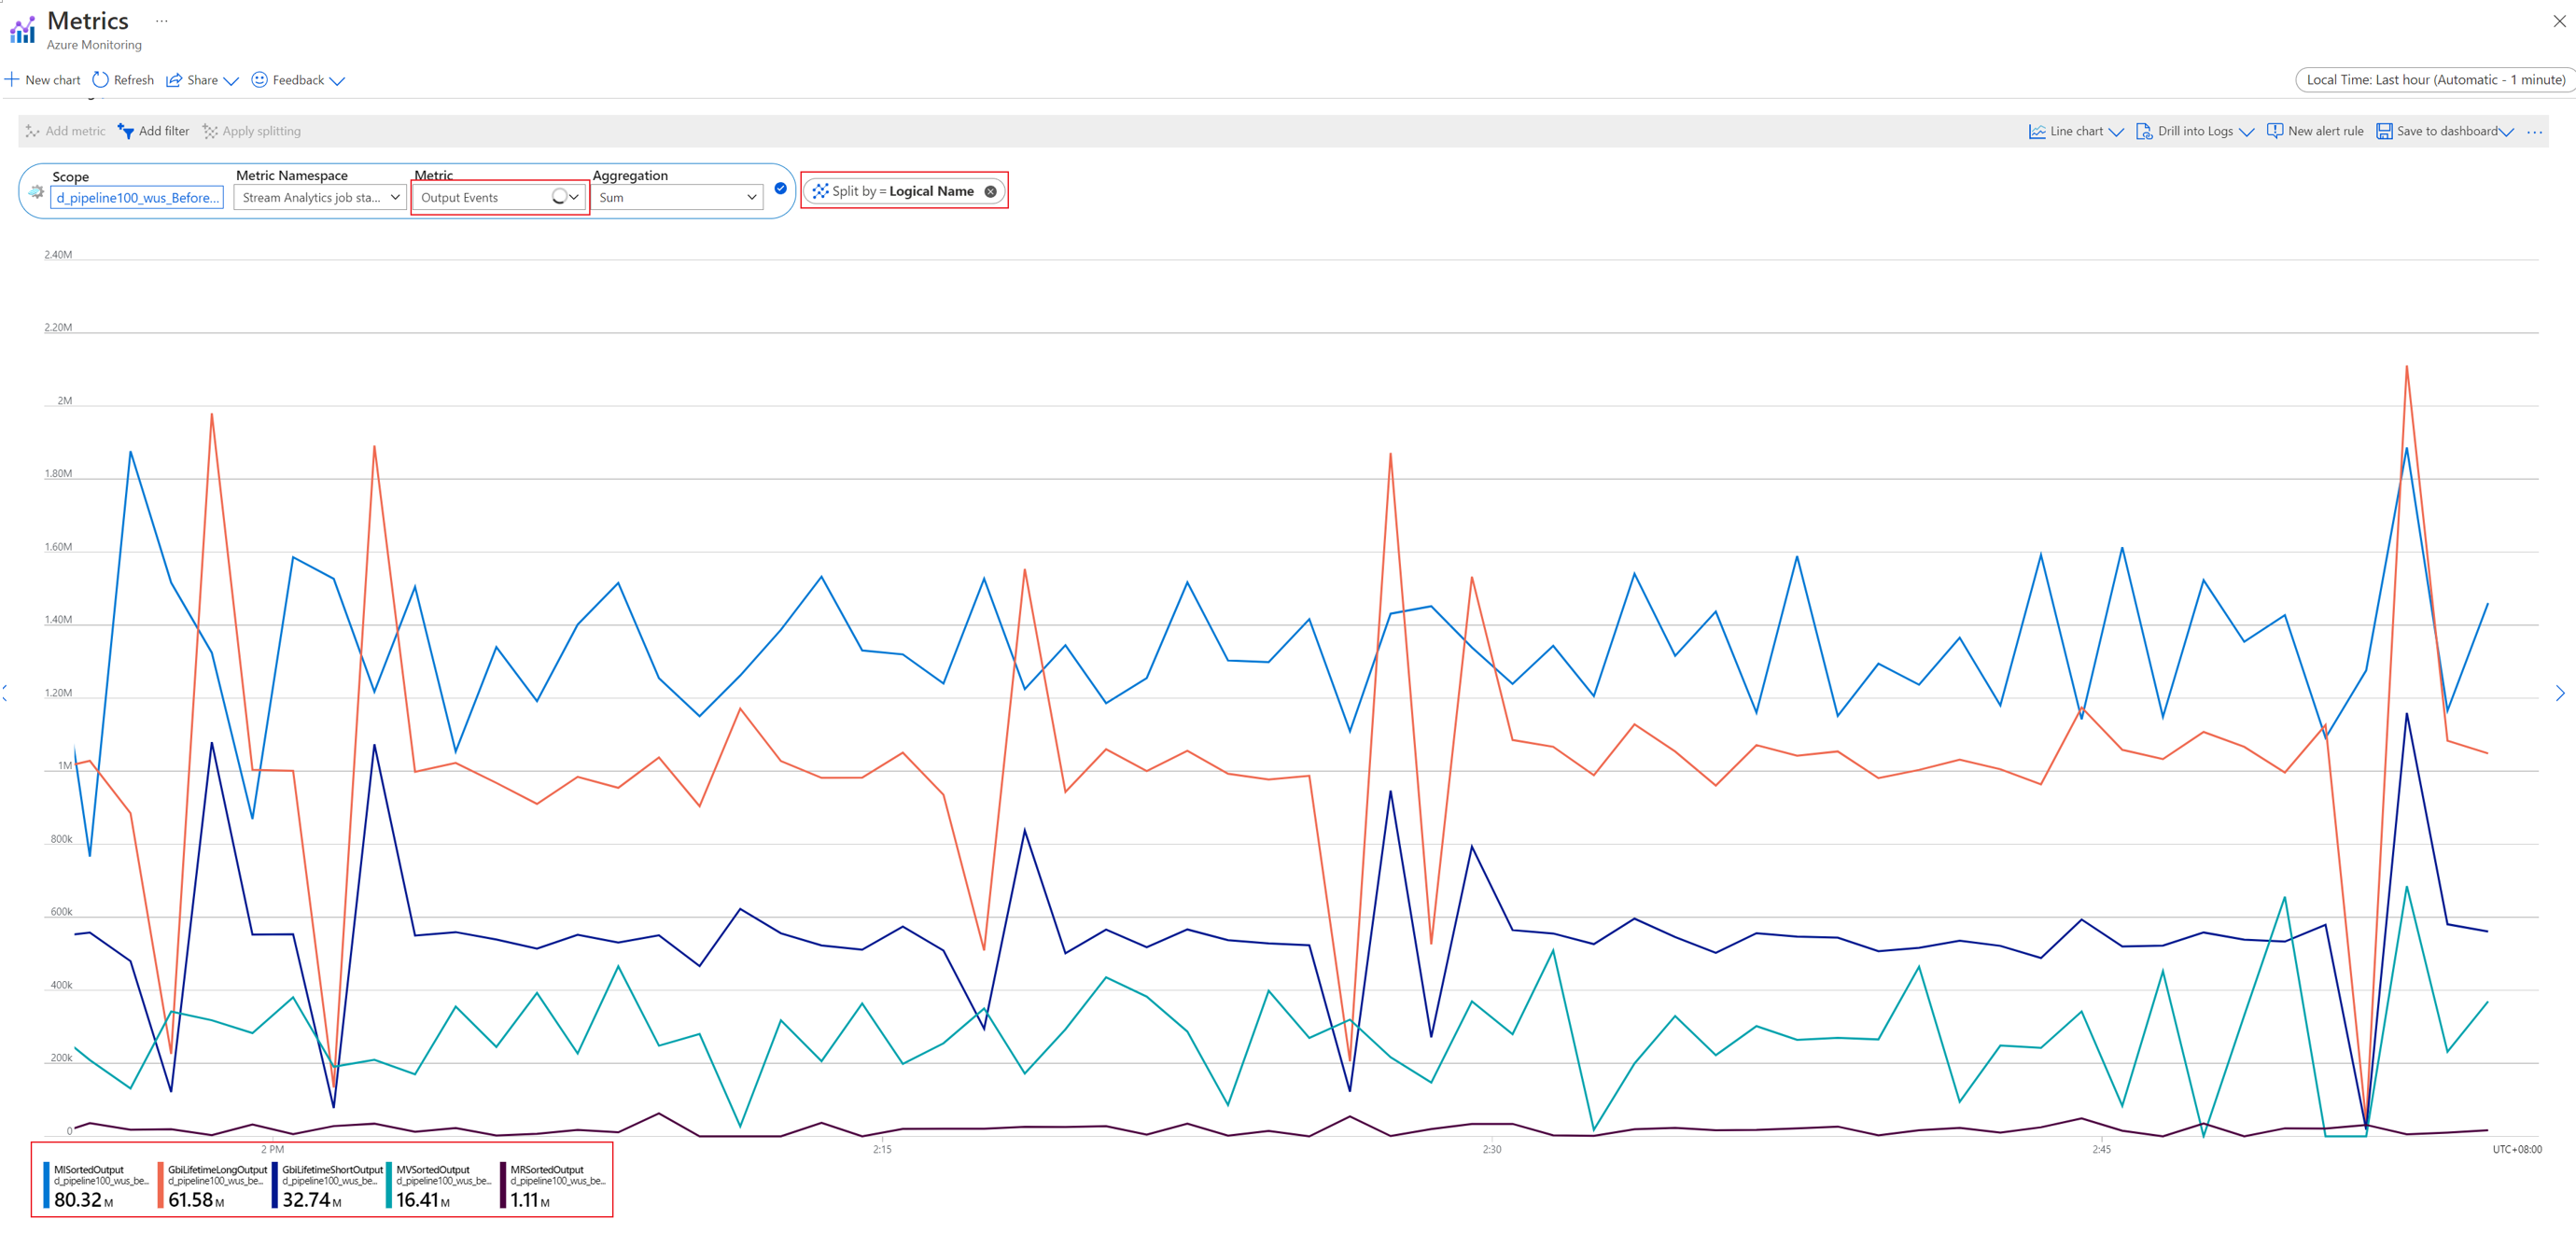 Metrics ...
Azure Monitoring
New chart Refresh Share Feedback
Local Time: Last hour (Automatic - 1 minute)
Add metric Add filter Apply splitting
Line chart Drill into Logs New alert rule Save to dashboard ...
Scope Metric Namespace Metric Aggregation
d_pipeline100_wus_Before... Stream Analytics job sta... Output Events Sum
Split by = Logical Name
2.40M
2.20M
2M
1.80M
1.60M
1.40M
1.20M
1M
800k
600k
400k
200k
0
2 PM 2:15 2:30 2:45 UTC+08:00
MISortedOutput GbiLifetimeLongOutput GbiLifetimeShortOutput MVSortedOutput MRSortedOutput
d_pipeline100_wus_be... d_pipeline100_wus_be... d_pipeline100_wus_be... d_pipeline100_wus_be... d_pipeline100_wus_be...
80.32 M 61.58 M 32.74 M 16.41 M 1.11 M